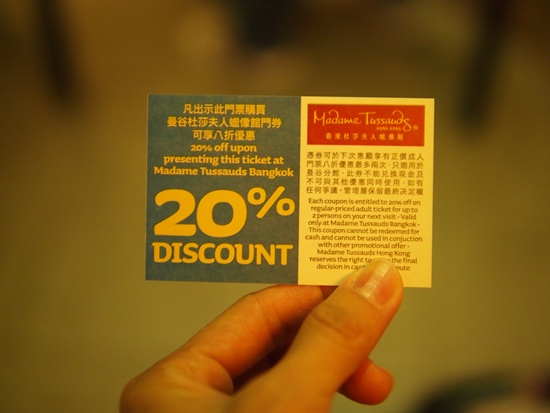 凡出示此門票購買
曼谷杜莎夫人蠟像館門券
可享八折優惠
20% off upon
presenting this ticket at
Madame Tussauds Bangkok
20%
DISCOUNT
Madame Tussauds
HONG KONG
香港杜莎夫人蠟像館
憑券可於下次惠顧享有正價成人
門票八折優惠最多兩次，只適用於
曼谷分館，此券不能兌換現金及
不可與其他優惠同時使用，如有
任何爭議，管理層保留最終決定權
Each coupon is entitled to 20% off on
regular-priced adult ticket for up to
2 persons on your next visit - Valid
only at Madame Tussauds Bangkok -
This coupon cannot be redeemed for
cash and cannot be used in conjuction
with other promotional offer -
Madame Tussauds Hong Kong
reserves the right the final
decision in